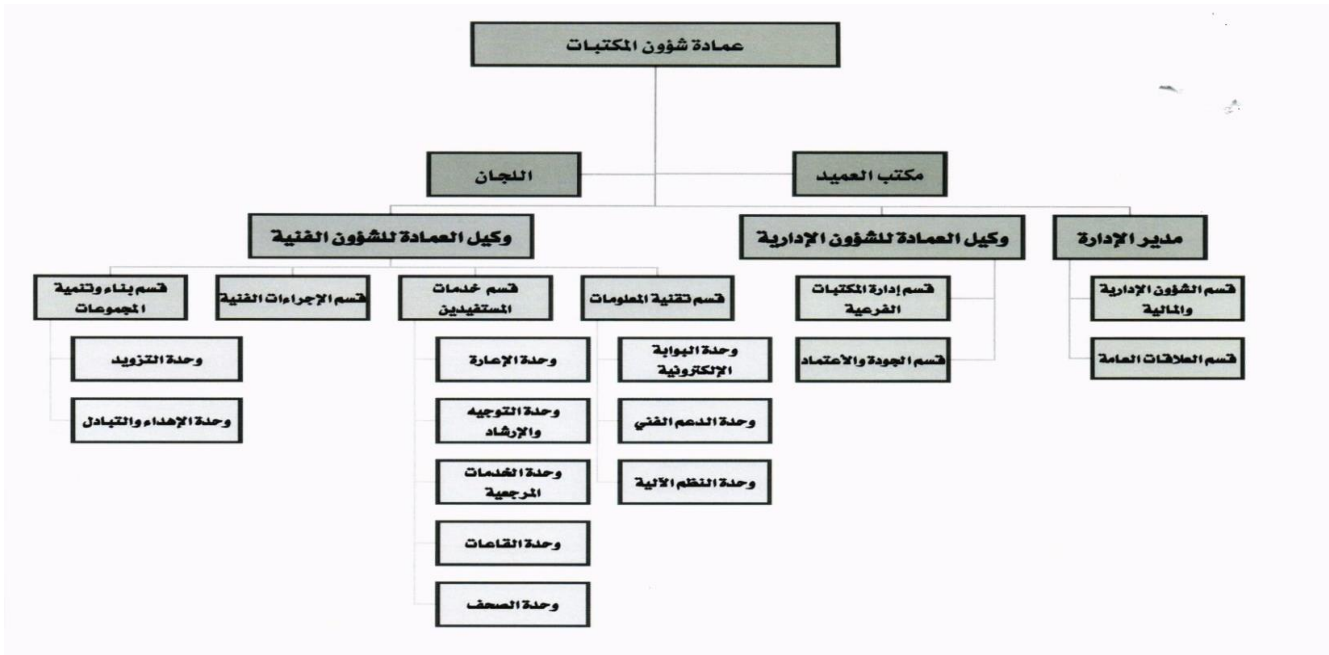 عمادة شؤون المكتبات
مكتب العميد
اللجان
مدير الإدارة
وكيل العمادة للشؤون الإدارية
وكيل العمادة للشؤون الفنية
قسم الشؤون الإدارية
والمالية
قسم العلاقات العامة
قسم إدارة المكتبات
الفرعية
قسم الجودة والأعتماد
قسم تقنية المعلومات
وحدة البوابة
الإلكترونية
وحدة الدعم الفني
وحدة النظم الآلية
قسم خدمات
المستفيدين
وحدة الإعارة
وحدة التوجيه
والإرشاد
وحدة الخدمات
المرجعية
وحدة القاعات
وحدة الصحف
قسم الإجراءات الفنية
قسم بناء وتنمية
المجموعات
وحدة التزويد
وحدة الإهداء والتبادل